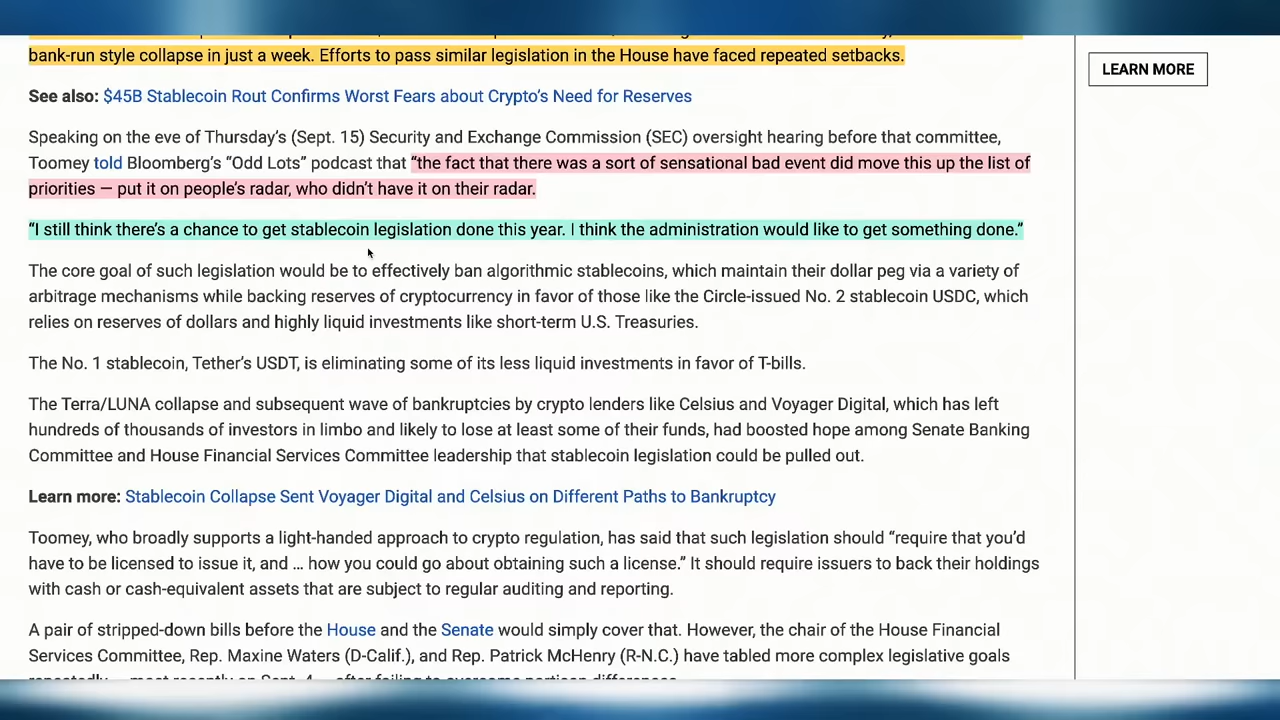 bank-run style collapse in just a week. Efforts to pass similar legislation in the House have faced repeated setbacks.
LEARN MORE
See also: $45B Stablecoin Rout Confirms Worst Fears about Crypto's Need for Reserves
Speaking on the eve of Thursday's (Sept. 15) Security and Exchange Commission (SEC) oversight hearing before that committee,
Toomey told Bloomberg's “Odd Lots” podcast that “the fact that there was a sort of sensational bad event did move this up the list of
priorities — put it on people's radar, who didn't have it on their radar.
“I still think there's a chance to get stablecoin legislation done this year. I think the administration would like to get something done.”
The core goal of such legislation would be to effectively ban algorithmic stablecoins, which maintain their dollar peg via a variety of
arbitrage mechanisms while backing reserves of cryptocurrency in favor of those like the Circle-issued No. 2 stablecoin USDC, which
relies on reserves of dollars and highly liquid investments like short-term U.S. Treasuries.
The No. 1 stablecoin, Tether's USDT, is eliminating some of its less liquid investments in favor of T-bills.
The Terra/LUNA collapse and subsequent wave of bankruptcies by crypto lenders like Celsius and Voyager Digital, which has left
hundreds of thousands of investors in limbo and likely to lose at least some of their funds, had boosted hope among Senate Banking
Committee and House Financial Services Committee leadership that stablecoin legislation could be pulled out.
Learn more: Stablecoin Collapse Sent Voyager Digital and Celsius on Different Paths to Bankruptcy
Toomey, who broadly supports a light-handed approach to crypto regulation, has said that such legislation should “require that you'd
have to be licensed to issue it, and … how you could go about obtaining such a license.” It should require issuers to back their holdings
with cash or cash-equivalent assets that are subject to regular auditing and reporting.
A pair of stripped-down bills before the House and the Senate would simply cover that. However, the chair of the House Financial
Services Committee, Rep. Maxine Waters (D-Calif.), and Rep. Patrick McHenry (R-N.C.) have tabled more complex legislative goals
repeatedly — most recently on Sept. 4 — after failing to overcome partisan differences.